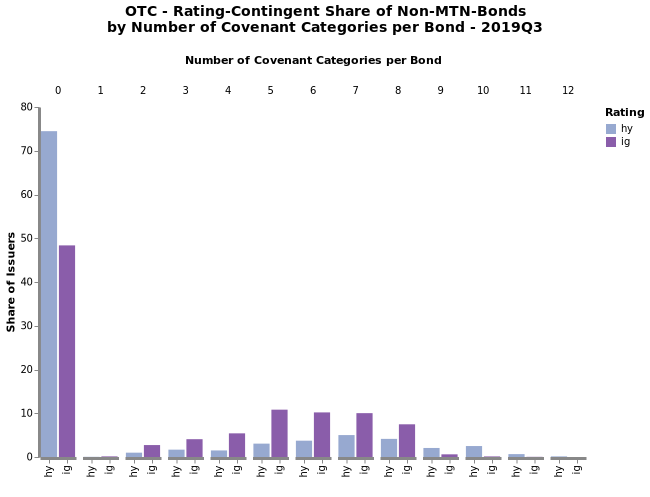 OTC - Rating-Contingent Share of Non-MTN-Bonds
by Number of Covenant Categories per Bond - 2019Q3
Number of Covenant Categories per Bond
0 1 2 3 4 5 6 7 8 9 10 11 12
Rating
hy
ig
Share of Issuers
80
70
60
50
40
30
20
10
0
hy ig hy ig hy ig hy ig hy ig hy ig hy ig hy ig hy ig hy ig hy ig hy ig hy ig